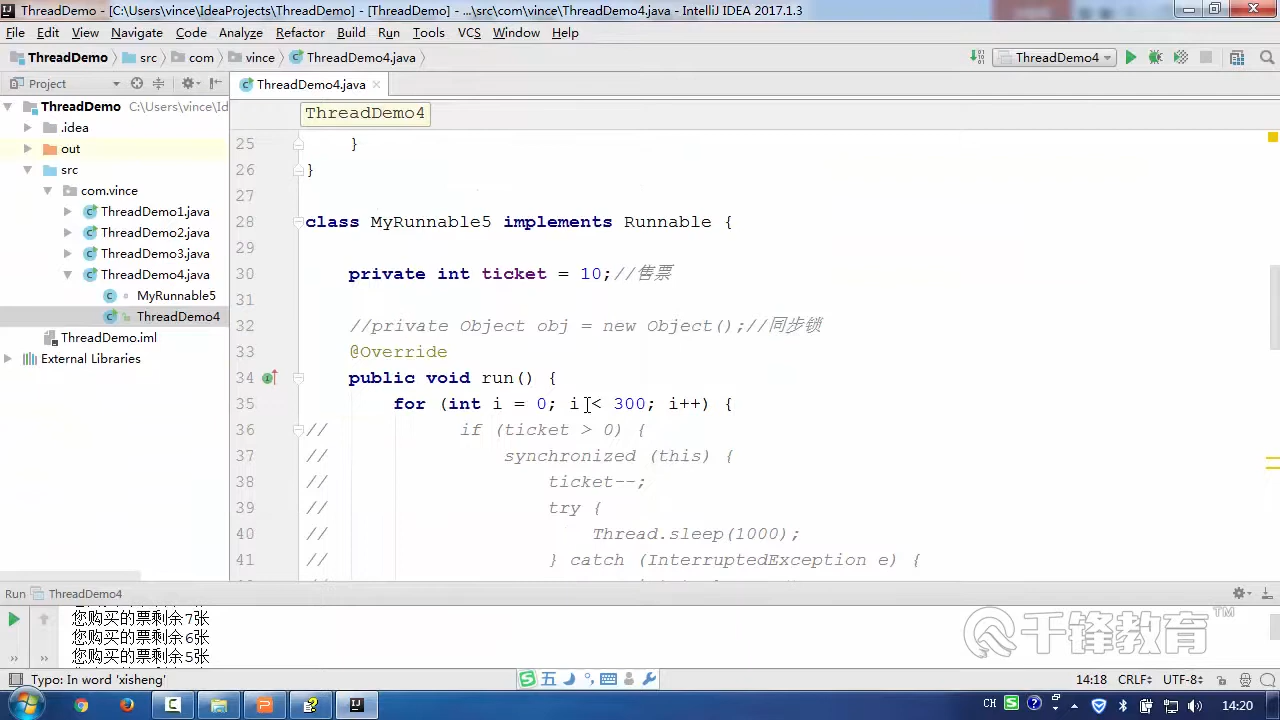 ThreadDemo - [C:\Users\vince\IdeaProjects\ThreadDemo] - [ThreadDemo] - ...\src\com\vince\ThreadDemo4.java - IntelliJ IDEA 2017.1.3
File Edit View Navigate Code Analyze Refactor Build Run Tools VCS Window Help
ThreadDemo src com vince ThreadDemo4.java ThreadDemo4
Project ThreadDemo4.java
ThreadDemo C:\Users\vince\Id
.idea
out
src
com.vince
ThreadDemo1.java
ThreadDemo2.java
ThreadDemo3.java
ThreadDemo4.java
MyRunnable5
ThreadDemo4
ThreadDemo.iml
External Libraries
ThreadDemo4
25 }
26 }
27
28 class MyRunnable5 implements Runnable {
29
30 private int ticket = 10;//售票
31
32 //private Object obj = new Object();//同步锁
33 @Override
34 public void run() {
35 for (int i = 0; i < 300; i++) {
36 // if (ticket > 0) {
37 // synchronized (this) {
38 // ticket--;
39 // try {
40 // Thread.sleep(1000);
41 // } catch (InterruptedException e) {
Run ThreadDemo4
您购买的票剩余7张
您购买的票剩余6张
您购买的票剩余5张
千锋教育™
Typo: In word 'xisheng' 五 14:18 CRLF UTF-8
CH 14:20